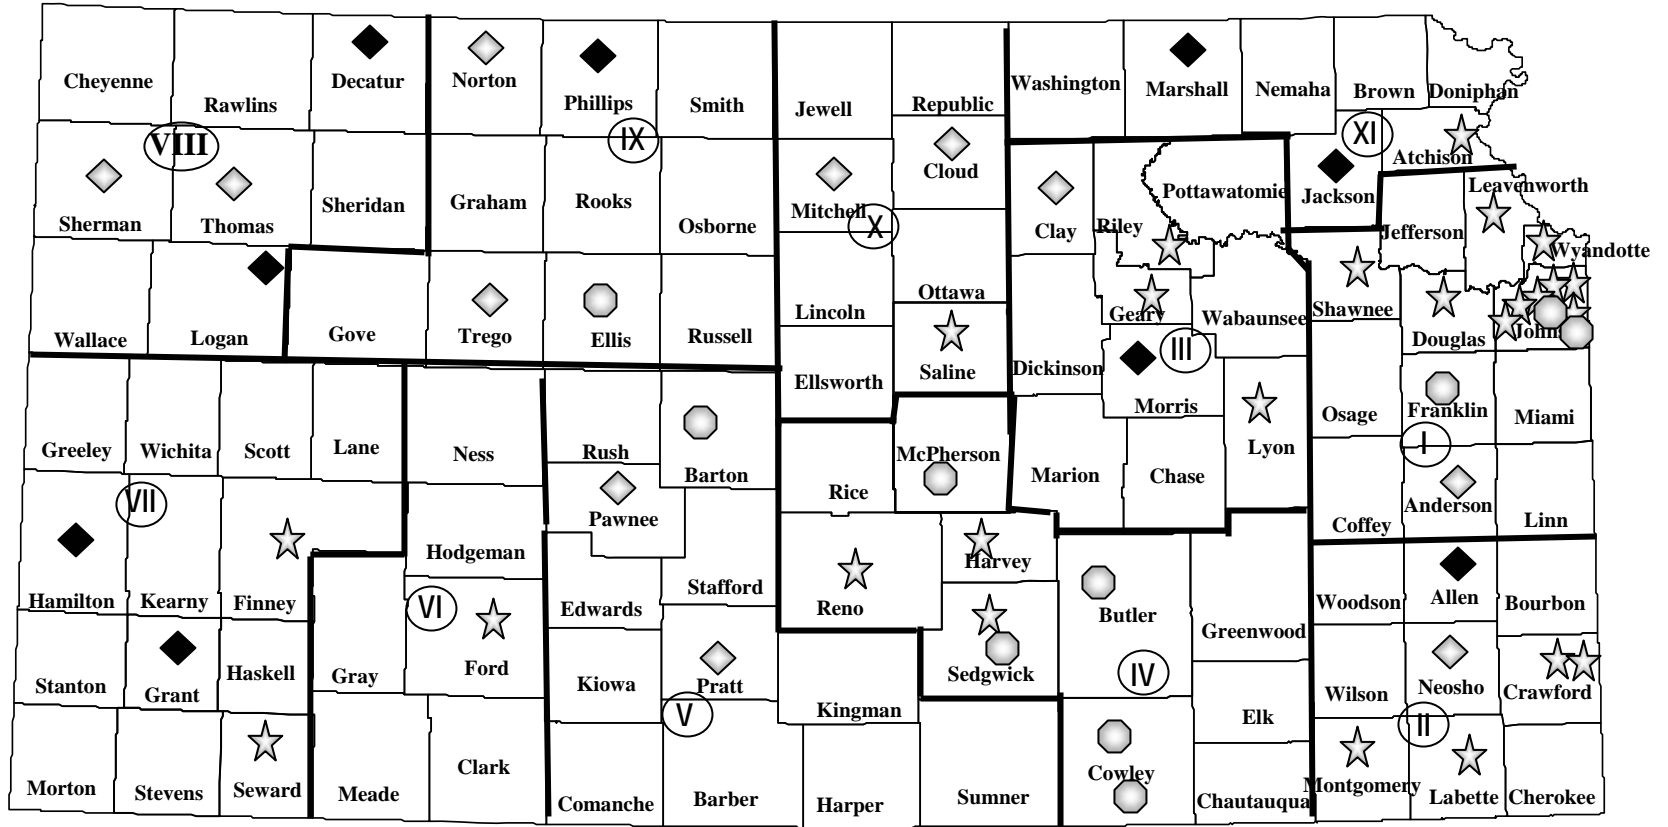 Cheyenne
Rawlins
Decatur
Norton
Phillips
Smith
Jewell
Republic
Washington
Marshall
Nemaha
Brown
Doniphan
VIII
IX
XI
Sherman
Thomas
Sheridan
Graham
Rooks
Osborne
Mitchell
X
Cloud
Clay
Riley
Pottawatomie
Jackson
Atchison
Leavenworth
Jefferson
Wyandotte
Wallace
Logan
Gove
Trego
Ellis
Russell
Lincoln
Ottawa
Saline
Ellsworth
Dickinson
Geary
Wabaunsee
III
Morris
Shawnee
Douglas
Greeley
Wichita
Scott
Lane
Ness
Rush
Barton
Rice
McPherson
Marion
Chase
Lyon
Osage
Franklin
Miami
I
VII
Pawnee
Anderson
Coffey
Linn
Hamilton
Kearny
Finney
Hodgeman
VI
Edwards
Stafford
Reno
Harvey
Butler
Greenwood
Woodson
Allen
Bourbon
Stanton
Grant
Haskell
Gray
Ford
Kiowa
Pratt
V
Kingman
Sedgwick
IV
Elk
Wilson
Neosho
Crawford
II
Morton
Stevens
Seward
Meade
Clark
Comanche
Barber
Harper
Sumner
Cowley
Chautauqua
Montgomery
Labette
Cherokee